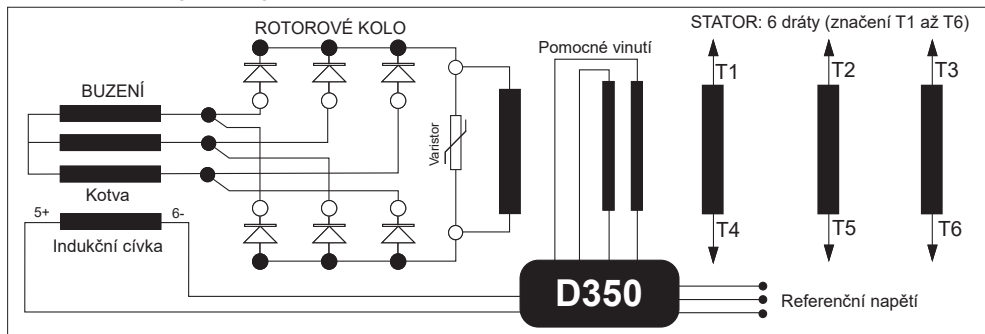 ROTOROVÉ KOLO
STATOR: 6 dráty (značení T1 až T6)
Pomocné vinutí
T1
T2
T3
BUZENÍ
Varistor
Kotva
5+
6-
Indukční cívka
T4
T5
T6
D350
Referenční napětí